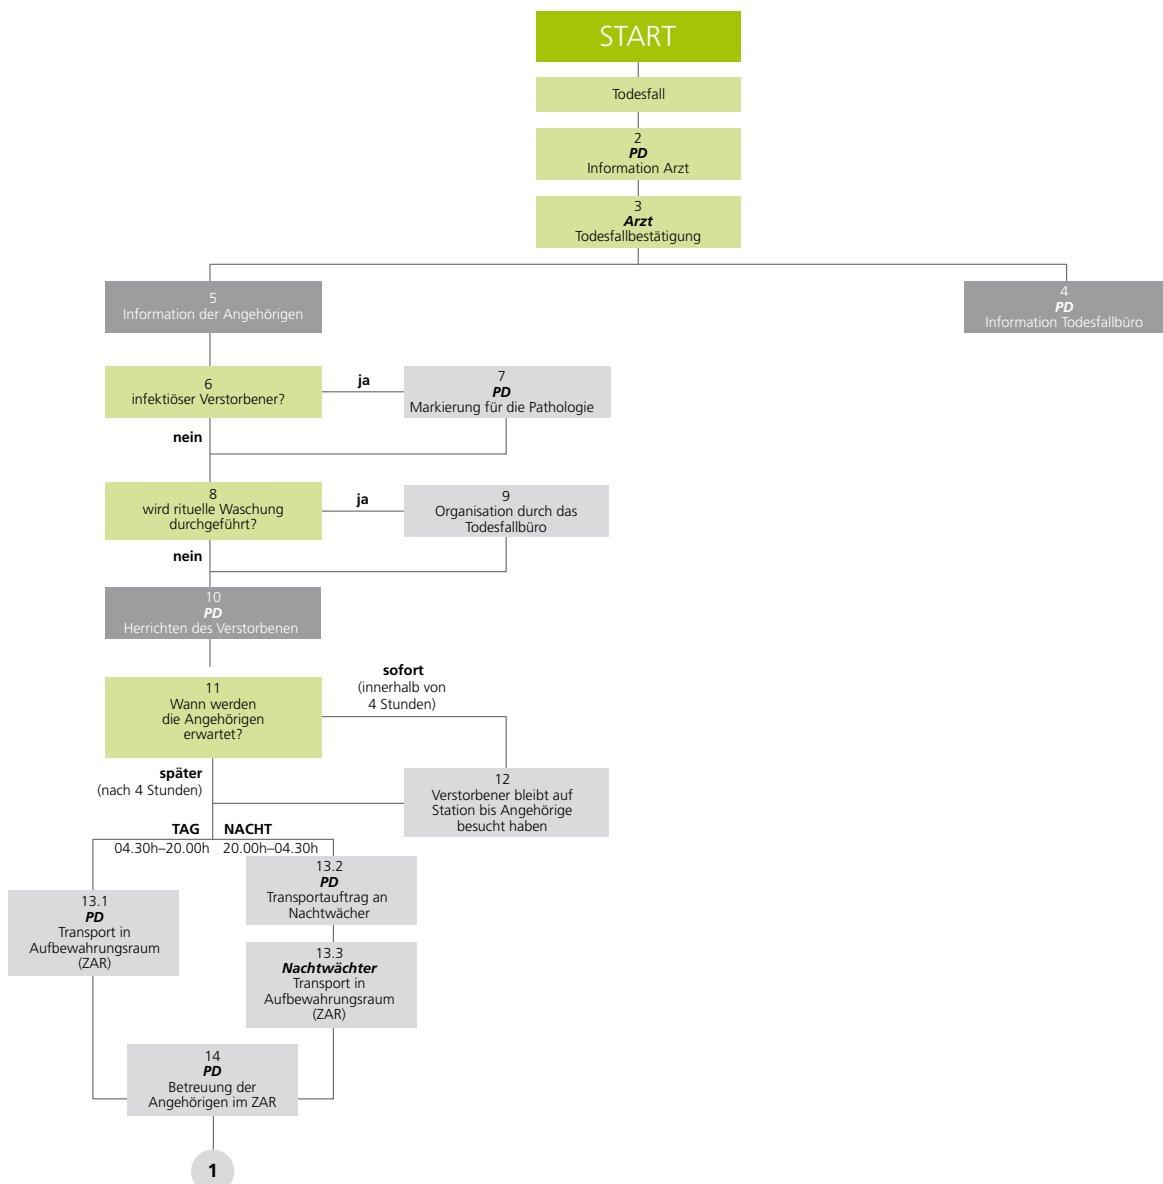 START
Todesfall
2
PD
Information Arzt
3
Arzt
Todesfallbestätigung
5
Information der Angehörigen
4
PD
Information Todesfallbüro
6
infektiöser Verstorbener?
ja
7
PD
Markierung für die Pathologie
nein
8
wird rituelle Waschung
durchgeführt?
ja
9
Organisation durch das
Todesfallbüro
nein
10
PD
Herrichten des Verstorbenen
11
Wann werden
die Angehörigen
erwartet?
sofort
(innerhalb von
4 Stunden)
später
(nach 4 Stunden)
12
Verstorbener bleibt auf
Station bis Angehörige
besucht haben
TAG
NACHT
04.30h–20.00h
20.00h–04.30h
13.1
PD
Transport in
Aufbewahrungsraum
(ZAR)
13.2
PD
Transportauftrag an
Nachtwächer
13.3
Nachtwächter
Transport in
Aufbewahrungsraum
(ZAR)
14
PD
Betreuung der
Angehörigen im ZAR
1